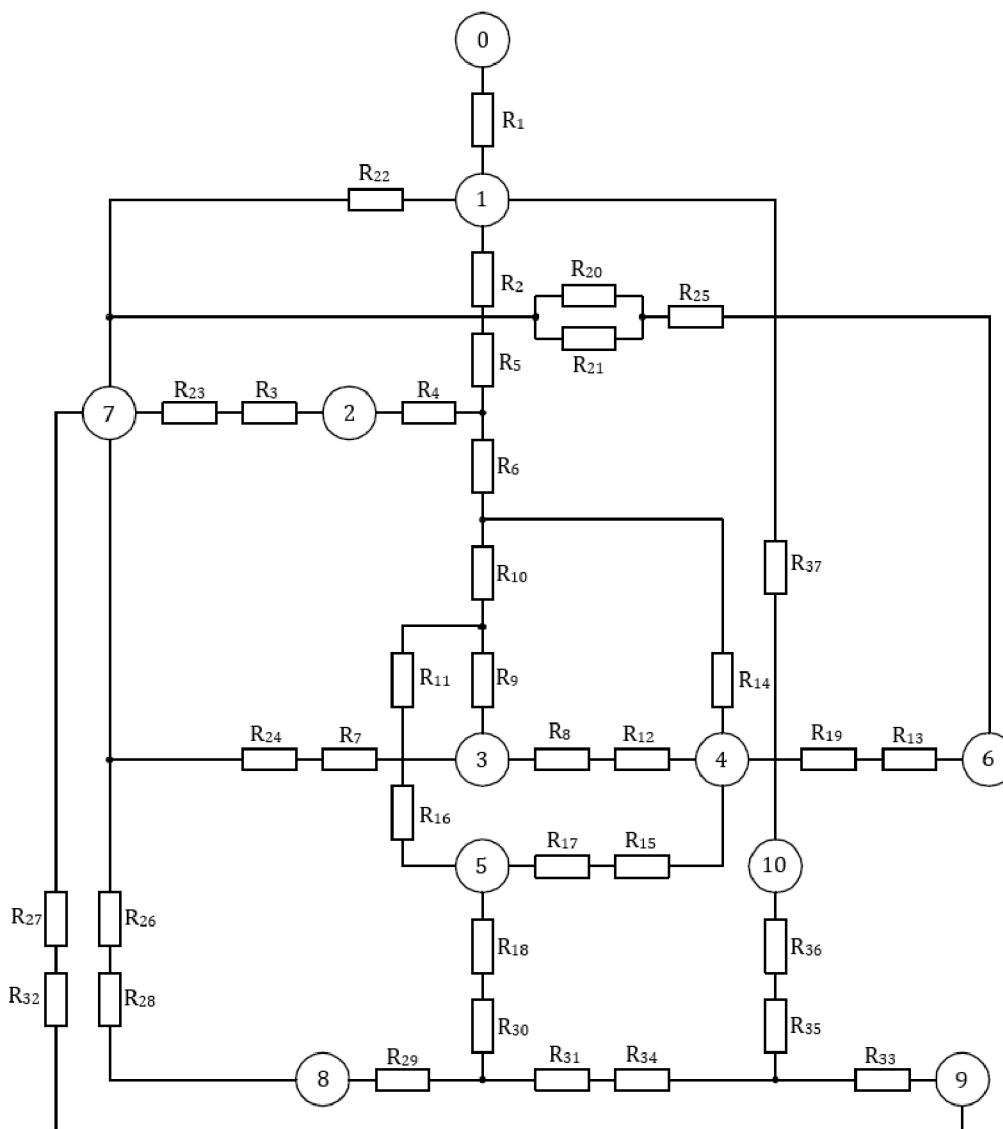 0
R₁
R₂₂
1
R₂
R₂₀
R₂₅
R₅
R₂₁
7
R₂₃
R₃
2
R₄
R₆
R₁₀
R₃₇
R₁₁
R₉
R₁₄
R₂₄
R₇
3
R₈
R₁₂
4
R₁₉
R₁₃
6
R₁₆
5
R₁₇
R₁₅
10
R₂₇
R₂₆
R₁₈
R₃₆
R₃₂
R₂₈
R₃₀
R₃₅
8
R₂₉
R₃₁
R₃₄
R₃₃
9